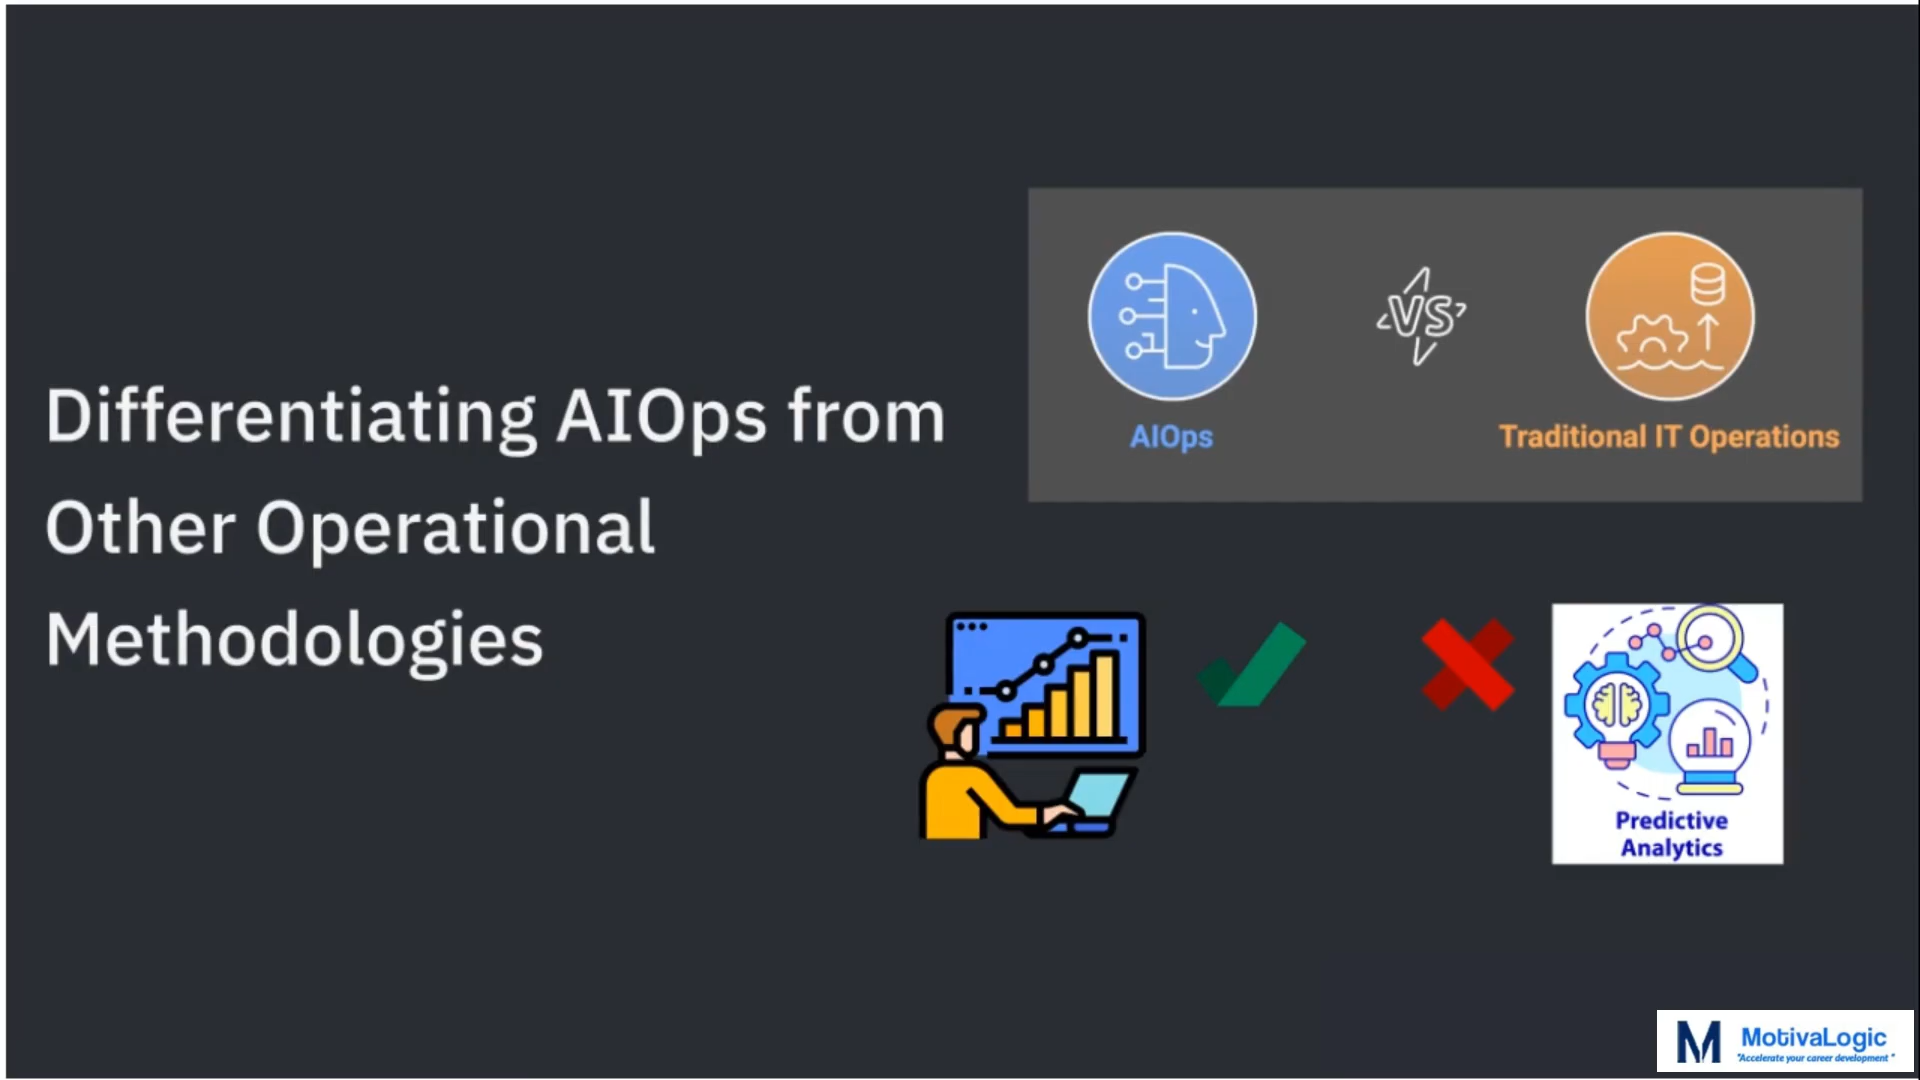 Differentiating AIOps from
Other Operational
Methodologies
AIOps
VS
Traditional IT Operations
Predictive
Analytics
M
MotivaLogic
"Accelerate your career development"